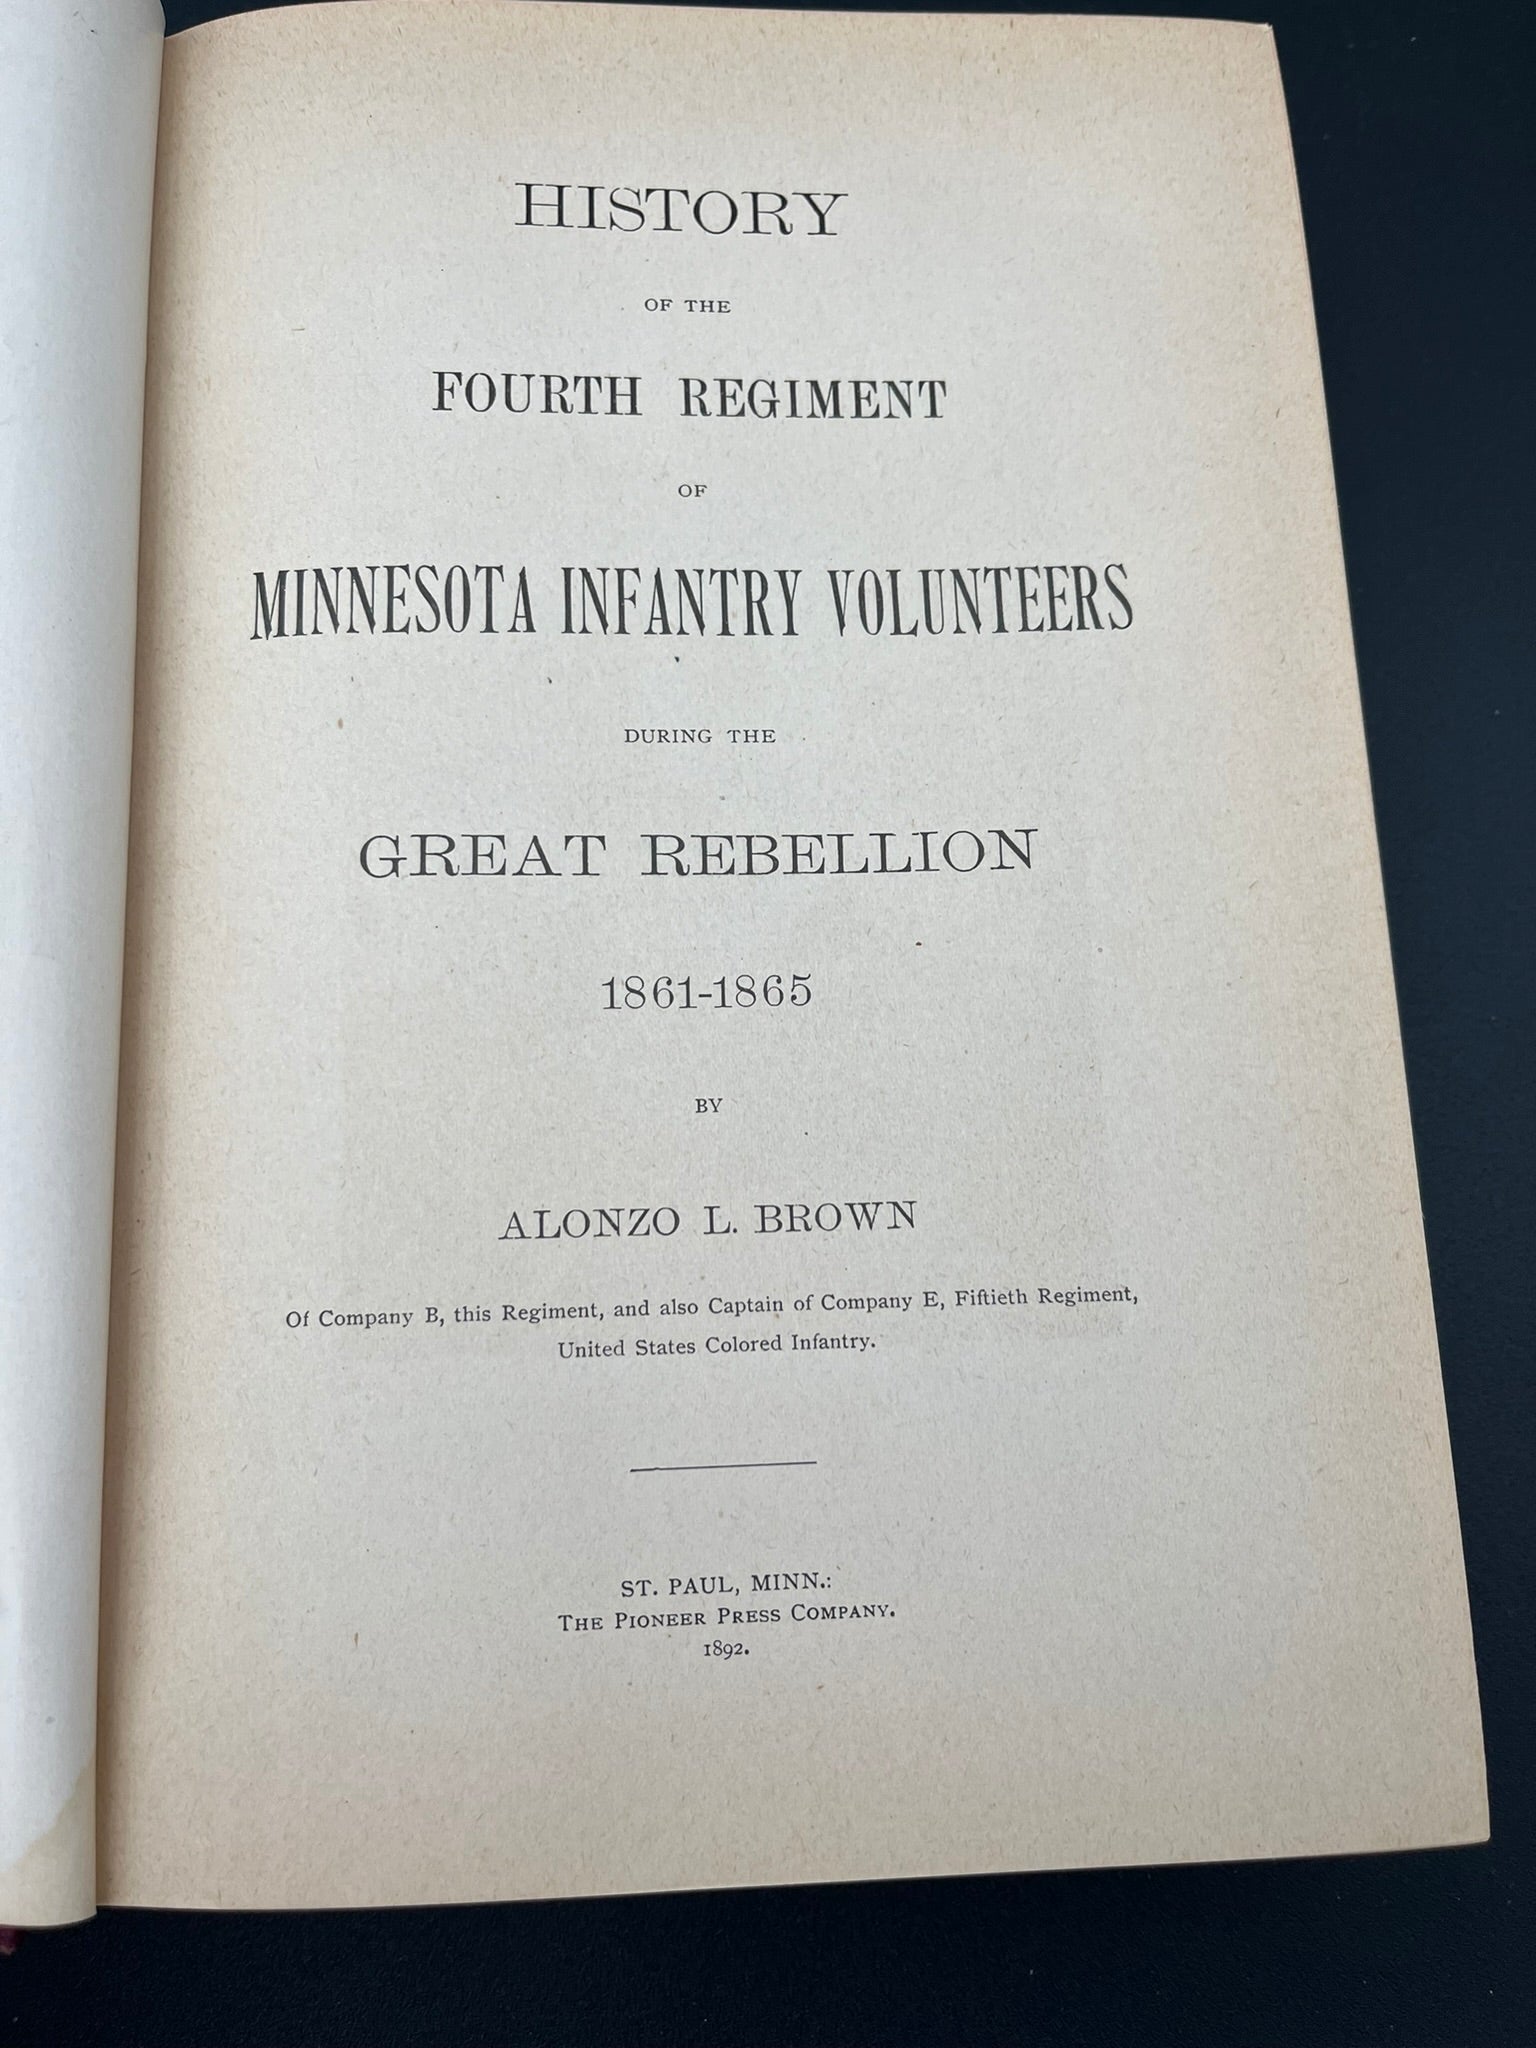 HISTORY
OF THE
FOURTH REGIMENT
OF
MINNESOTA INFANTRY VOLUNTEERS
DURING THE
GREAT REBELLION
1861-1865
BY
ALONZO L. BROWN
Of Company B, this Regiment, and also Captain of Company E, Fiftieth Regiment,
United States Colored Infantry.
ST. PAUL, MINN.:
THE PIONEER PRESS COMPANY.
1892.